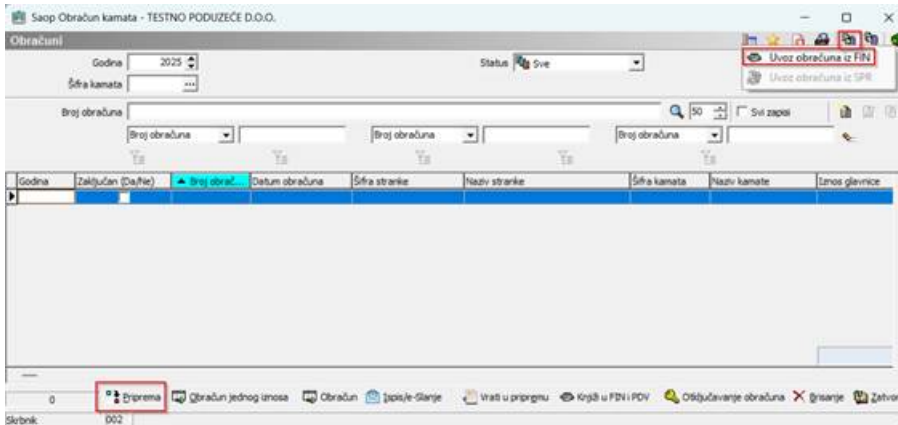 Saop Obračun kamata - TESTNO PODUZEĆE D.O.O.
Obračuni
Godina 2025 Status Sve
Uvoz obračuna iz FIN
Šifra kamata ...
Uvoz obračuna iz SPR
Broj obračuna 50 Svi zapisi
Broj obračuna Broj obračuna Broj obračuna
Godina Zaključan (Da/Ne) Broj obrač... Datum obračuna Šifra stranke Naziv stranke Šifra kamata Naziv kamate Iznos glavnice
0 Priprema Obračun jednog iznosa Obračun Ispis/e-Slanje Vrati u pripremu Knjiži u FIN i PDV Otključavanje obračuna Brisanje Zatvor
Skrbnik D02